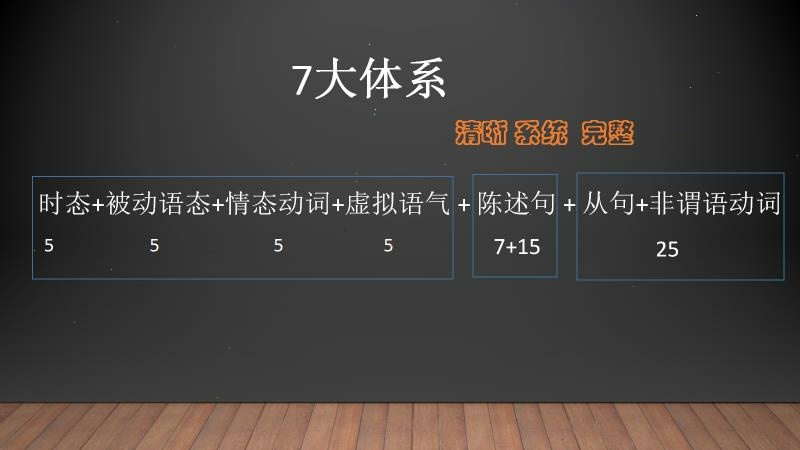 7大体系
清晰 系统 完整
时态+被动语态+情态动词+虚拟语气 + 陈述句 + 从句+非谓语动词
5 5 5 5 7+15 25